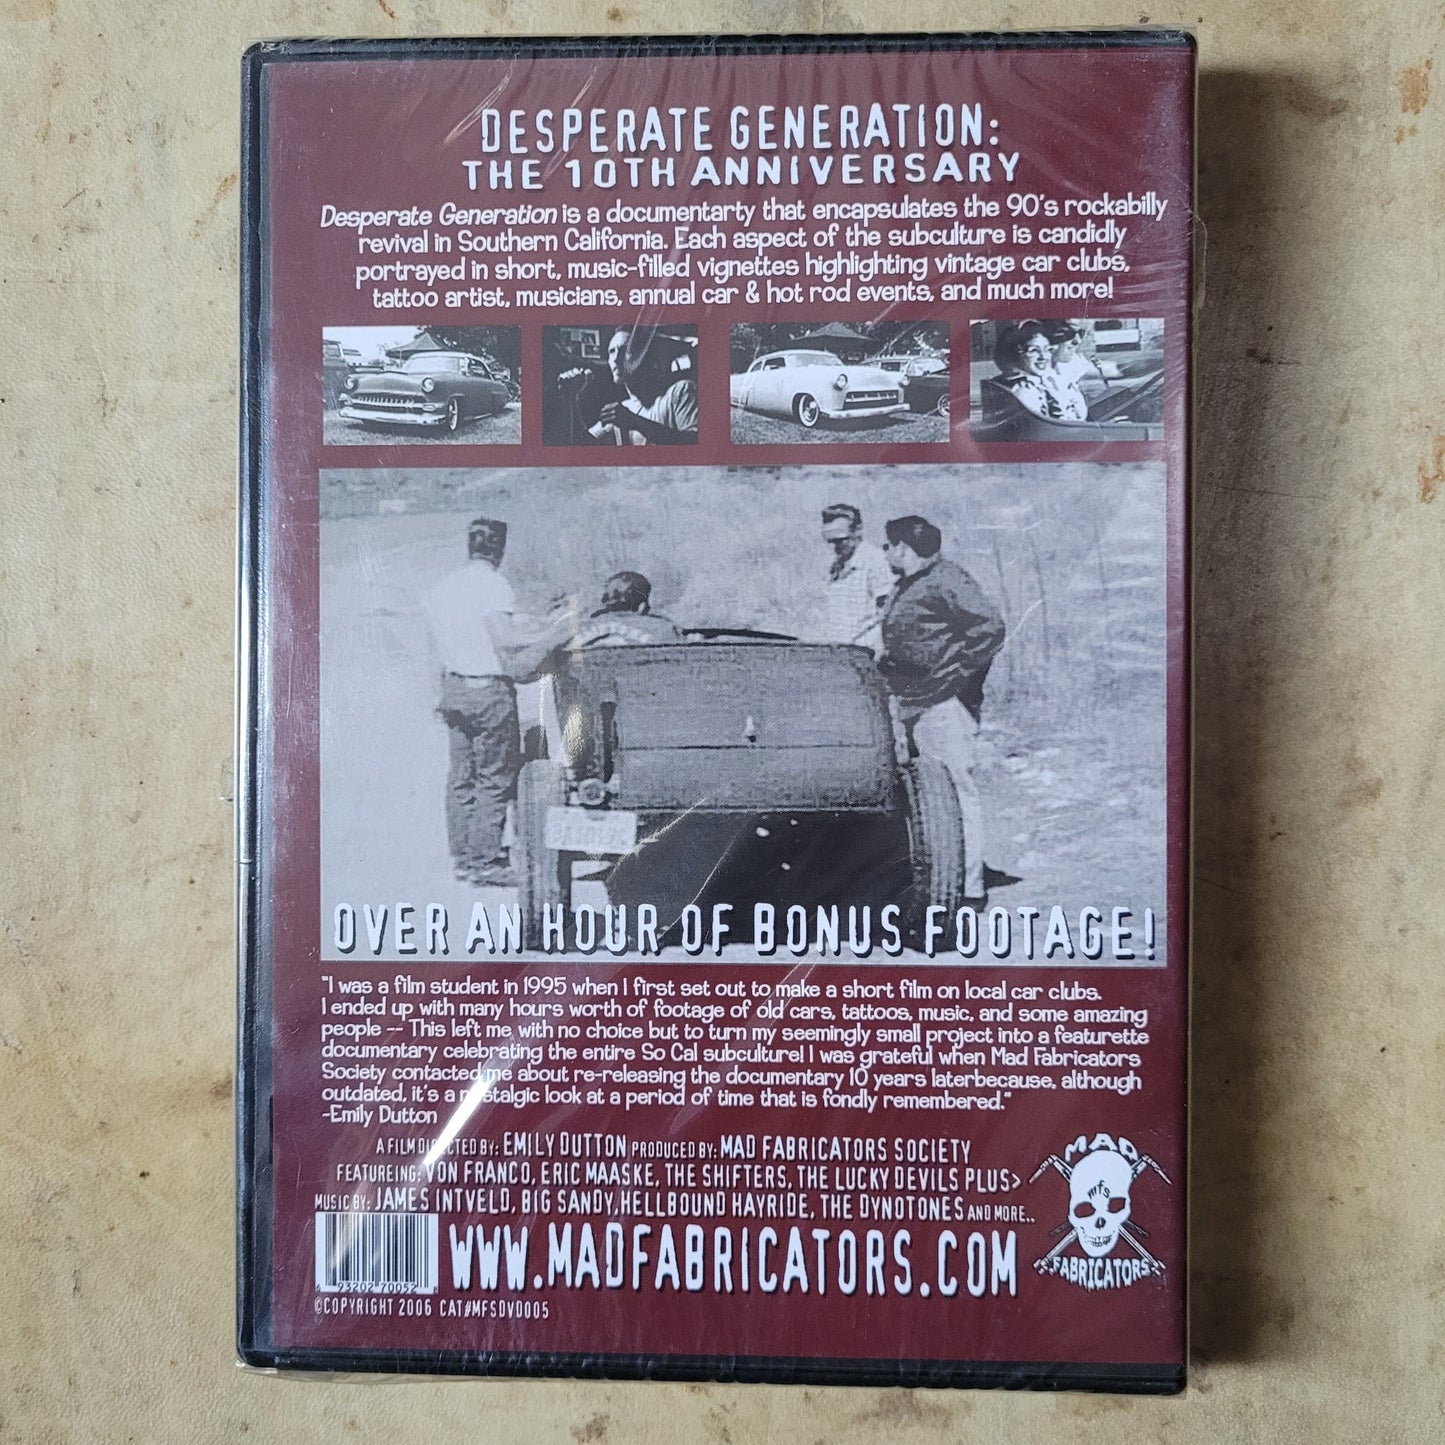 DESPERATE GENERATION:
THE 10TH ANNIVERSARY
Desperate Generation is a documentarty that encapsulates the 90's rockabilly
revival in Southern California. Each aspect of the subculture is candidly
portrayed in short, music-filled vignettes highlighting vintage car clubs,
tattoo artist, musicians, annual car & hot rod events, and much more!
OVER AN HOUR OF BONUS FOOTAGE!
"I was a film student in 1995 when I first set out to make a short film on local car clubs.
I ended up with many hours worth of footage of old cars, tattoos, music, and some amazing
people -- This left me with no choice but to turn my seemingly small project into a featurette
documentary celebrating the entire So Cal subculture! I was grateful when Mad Fabricators
Society contacted me about re-releasing the documentary 10 years laterbecause, although
outdated, it's a nostalgic look at a period of time that is fondly remembered."
-Emily Dutton
A FILM DIRECTED BY: EMILY DUTTON PRODUCED BY: MAD FABRICATORS SOCIETY
FEATUREING: VON FRANCO, ERIC MAASKE, THE SHIFTERS, THE LUCKY DEVILS PLUS>
MUSIC BY: JAMES INTVELD, BIG SANDY, HELLBOUND HAYRIDE, THE DYNOTONES AND MORE..
WWW.MADFABRICATORS.COM
MAD
mfs
FABRICATORS
93202 70052
©COPYRIGHT 2006 CAT#MFSDVD005